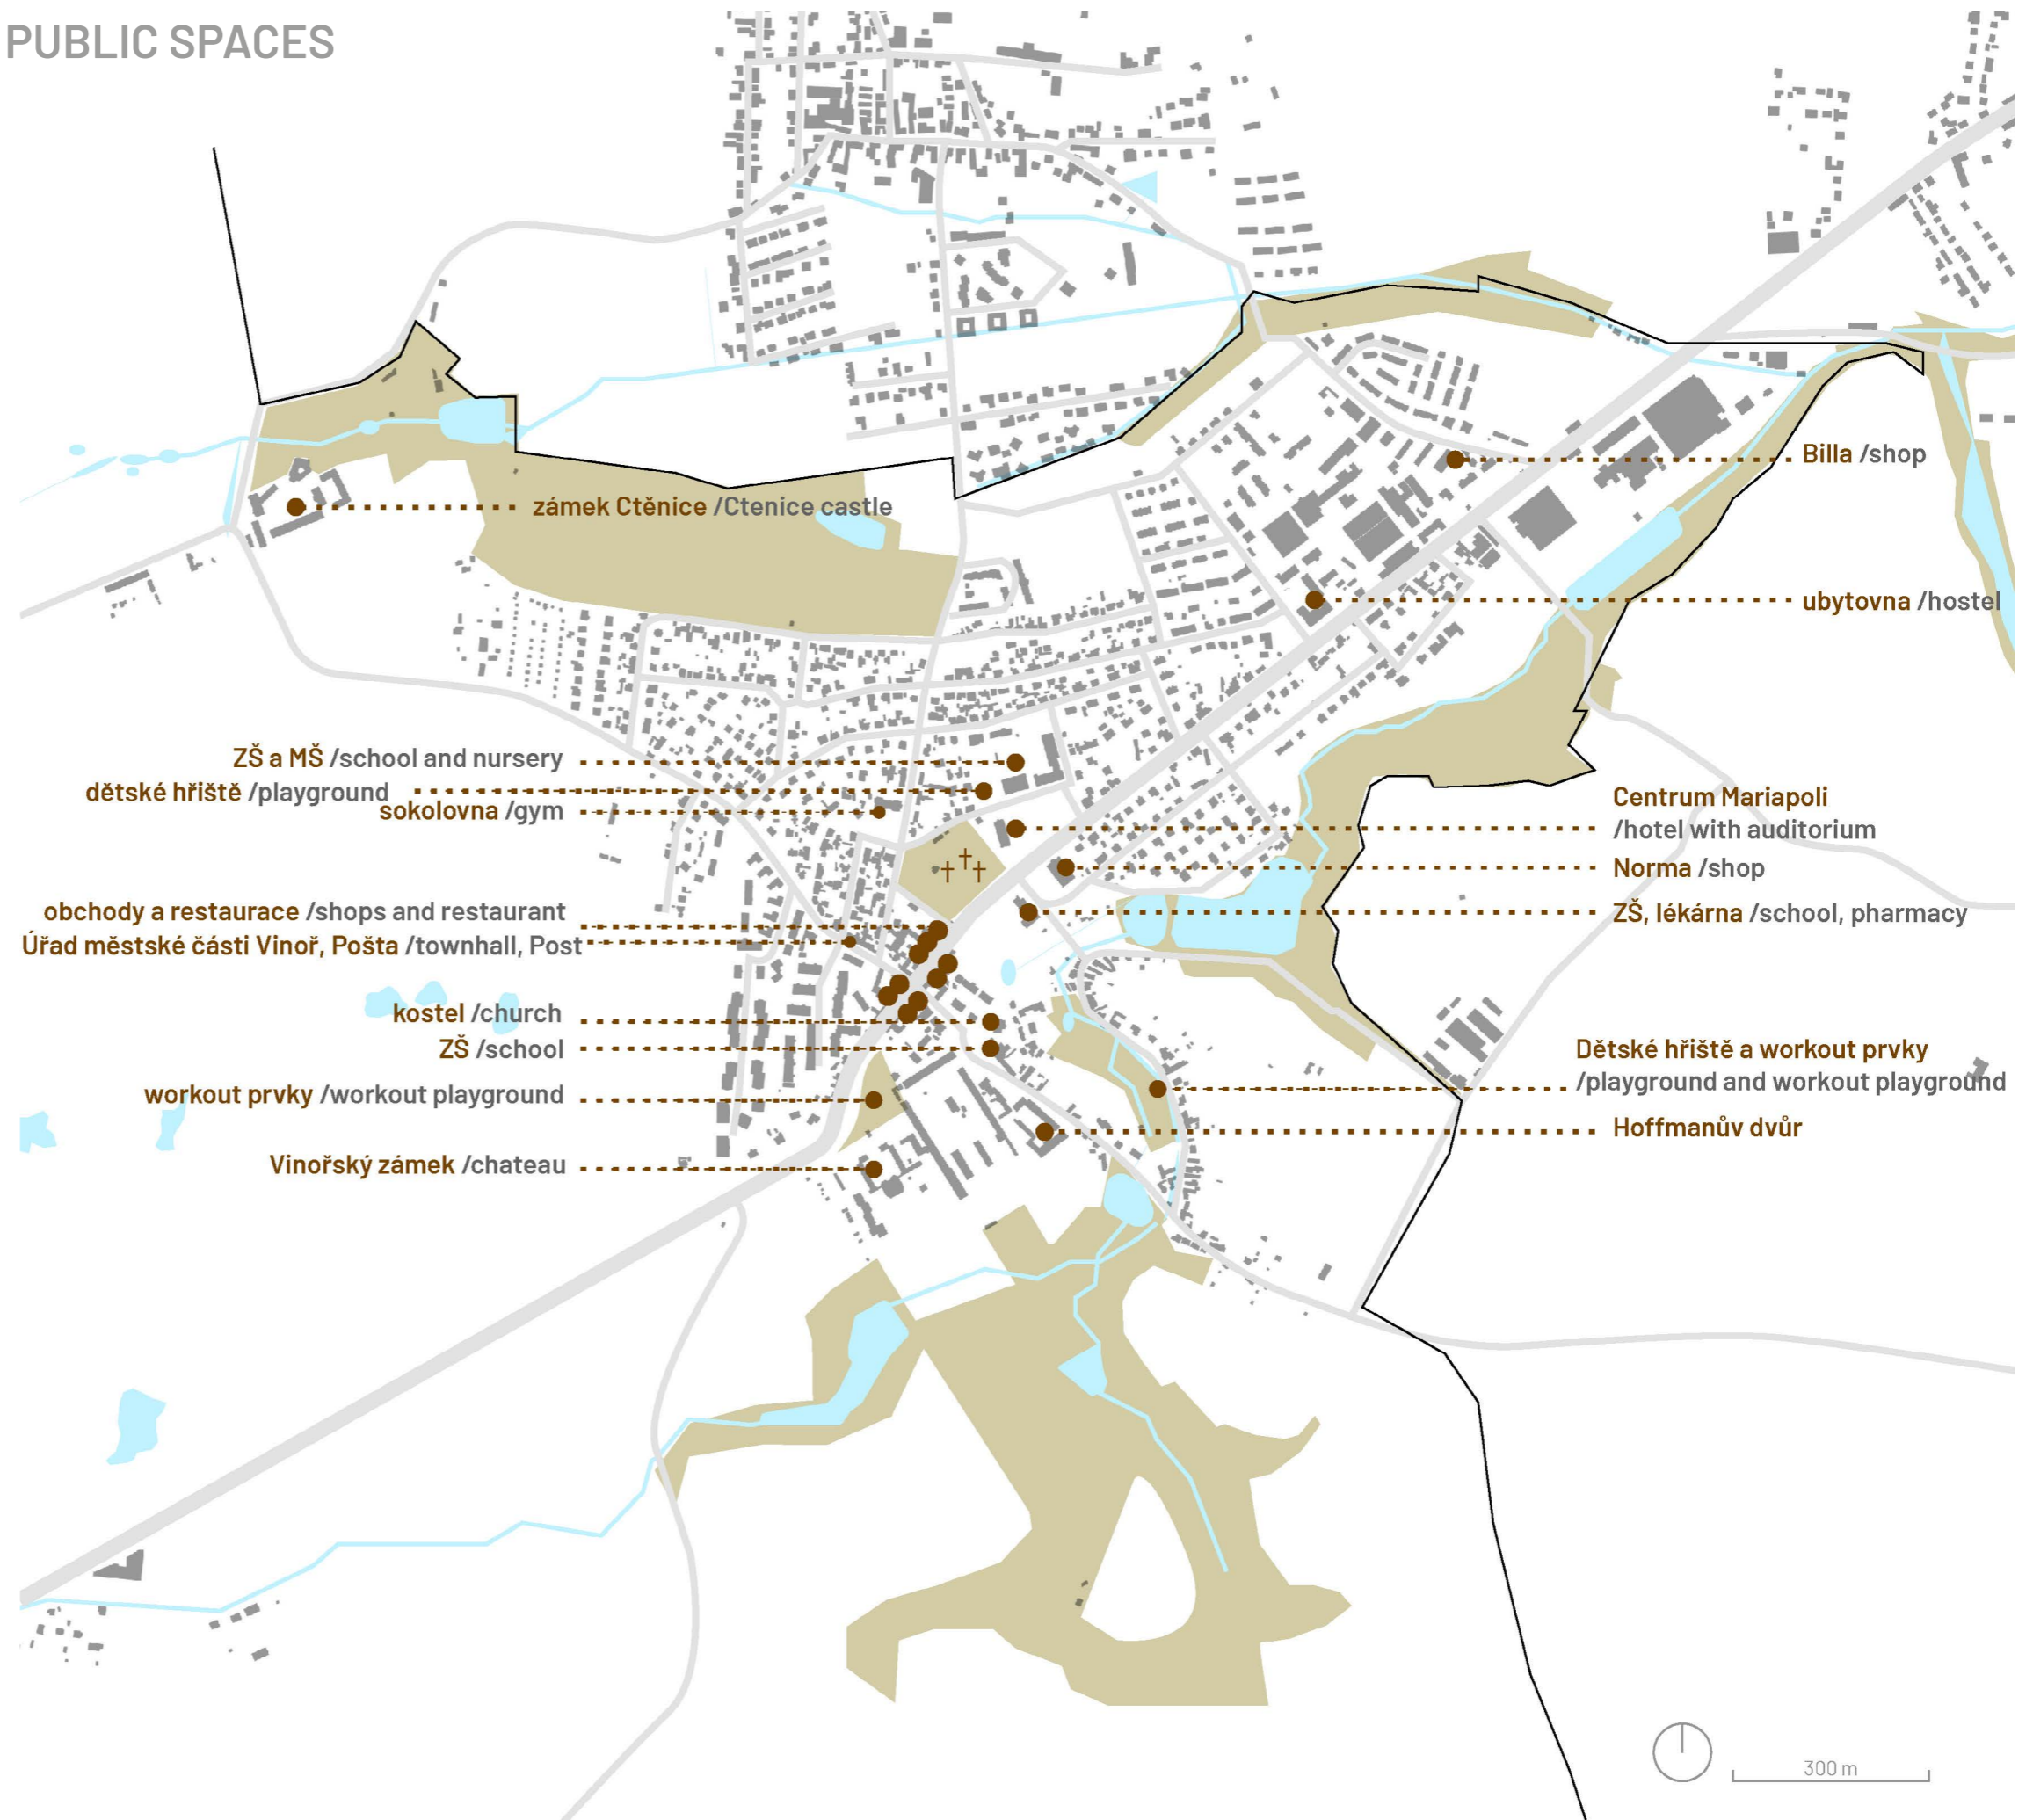 PUBLIC SPACES
Billa /shop
zámek Ctěnice /Ctenice castle
ubytovna /hostel
ZŠ a MŠ /school and nursery
dětské hřiště /playground
sokolovna /gym
Centrum Mariapoli
/hotel with auditorium
Norma /shop
obchody a restaurace /shops and restaurant
ZŠ, lékárna /school, pharmacy
Úřad městské části Vinoř, Pošta /townhall, Post
kostel /church
ZŠ /school
Dětské hřiště a workout prvky
/playground and workout playground
workout prvky /workout playground
Hoffmanův dvůr
Vinořský zámek /chateau
300 m